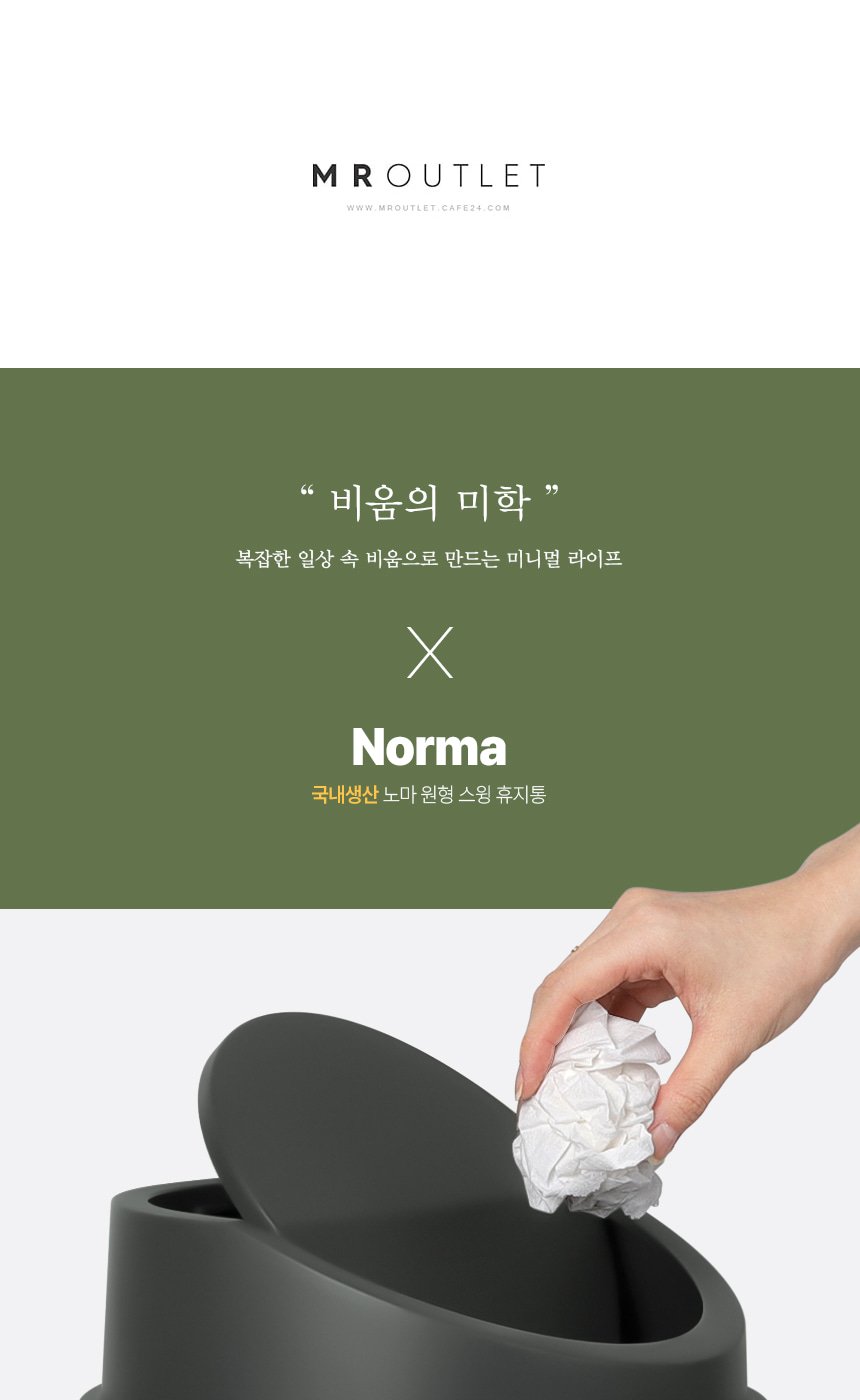 MR OUTLET
WWW.MROUTLET.CAFE24.COM
“ 비움의 미학 ”
복잡한 일상 속 비움으로 만드는 미니멀 라이프
X
Norma
국내생산 노마 원형 스윙 휴지통